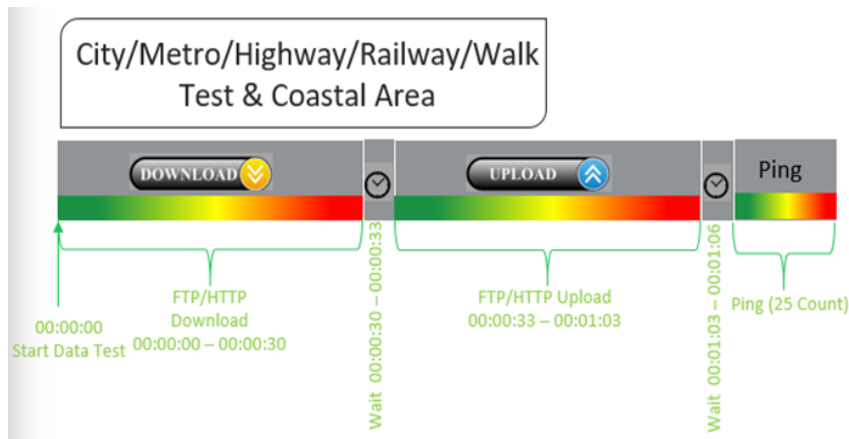 City/Metro/Highway/Railway/Walk
Test & Coastal Area
DOWNLOAD
UPLOAD
Ping
00:00:00
Start Data Test
FTP/HTTP
Download
00:00:00 – 00:00:30
Wait 00:00:30 – 00:00:33
FTP/HTTP Upload
00:00:33 – 00:01:03
Wait 00:01:03 – 00:01:06
Ping (25 Count)